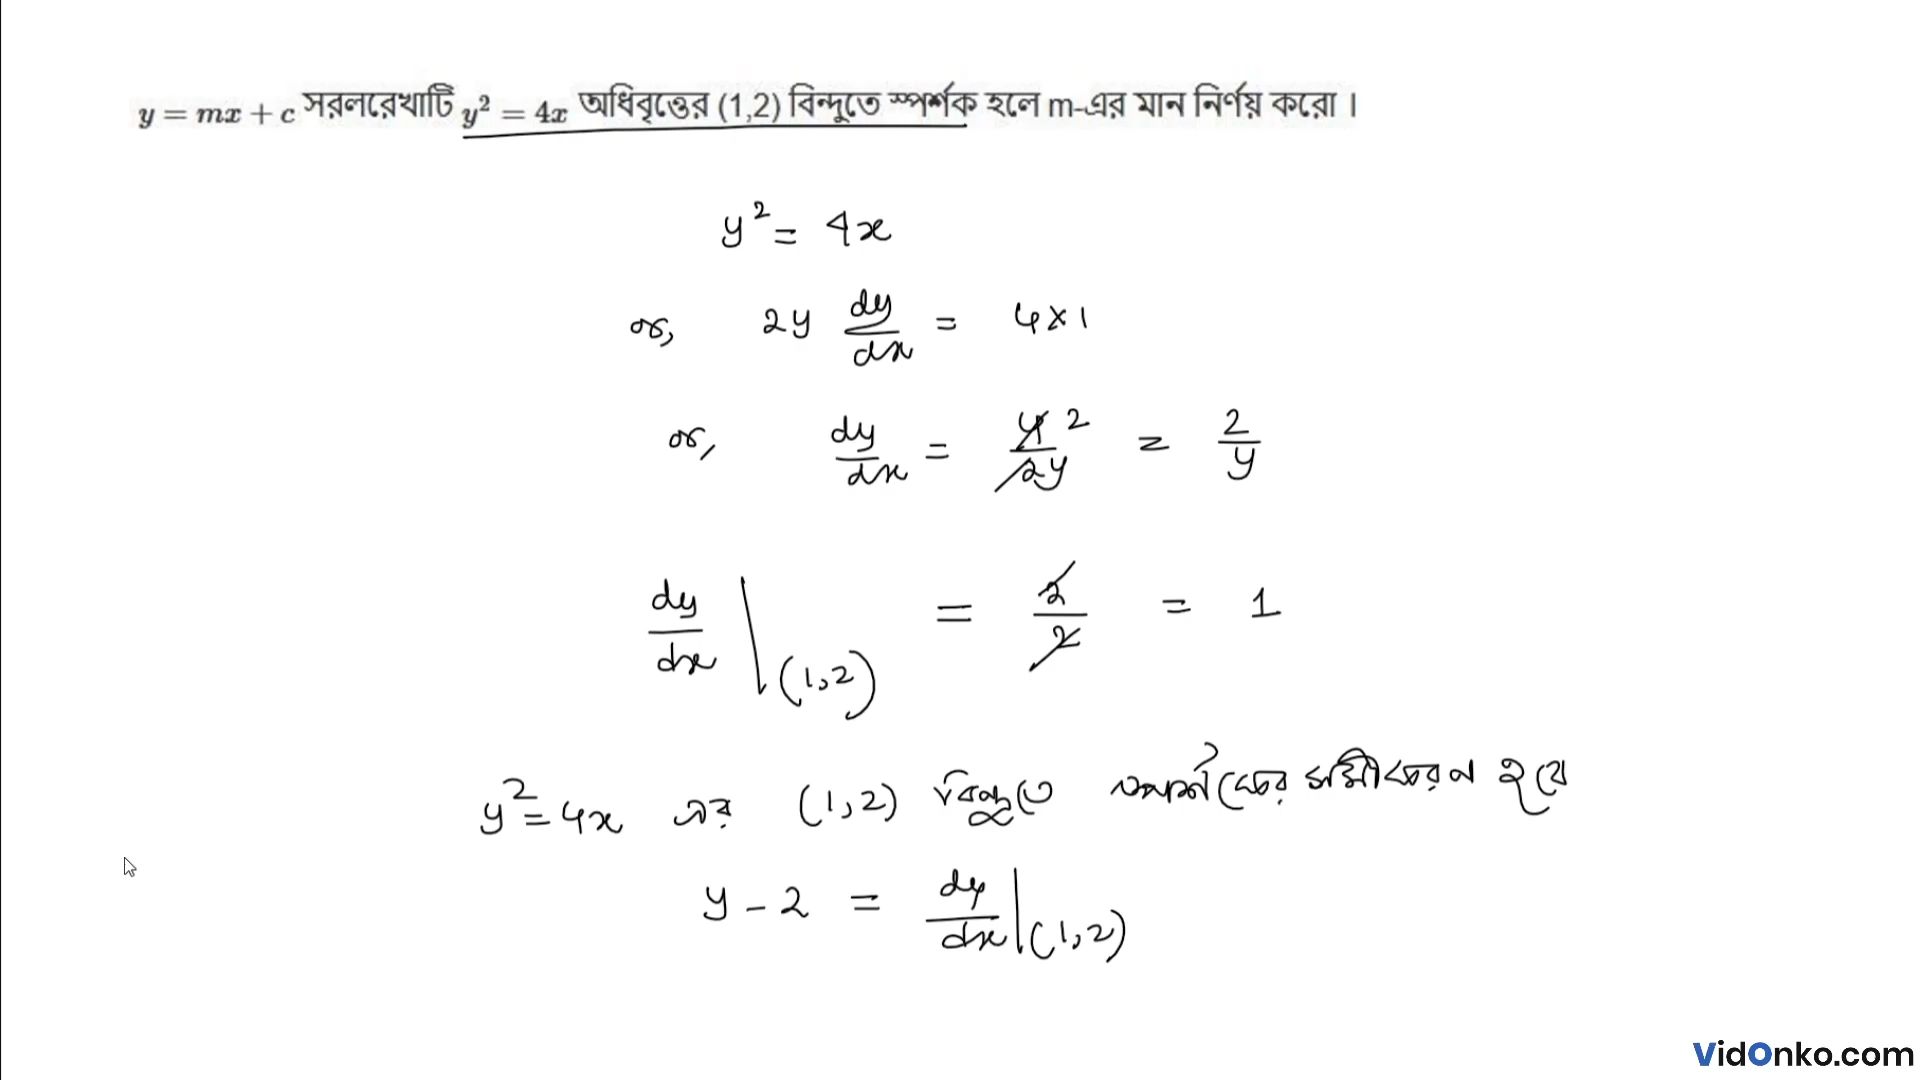 y = mx + c সরলরেখাটি y² = 4x অধিবৃত্তের (1,2) বিন্দুতে স্পর্শক হলে m-এর মান নির্ণয় করো।
y² = 4x
বা, 2y dy/dx = 4×1
বা, dy/dx = 4/2y 2 = 2/y
dy/dx |(1,2) = 2/2 = 1
y² = 4x এর (1,2) বিন্দুতে স্পর্শকের সমীকরণ হবে
y - 2 = dy/dx |(1,2)
VidOnko.com